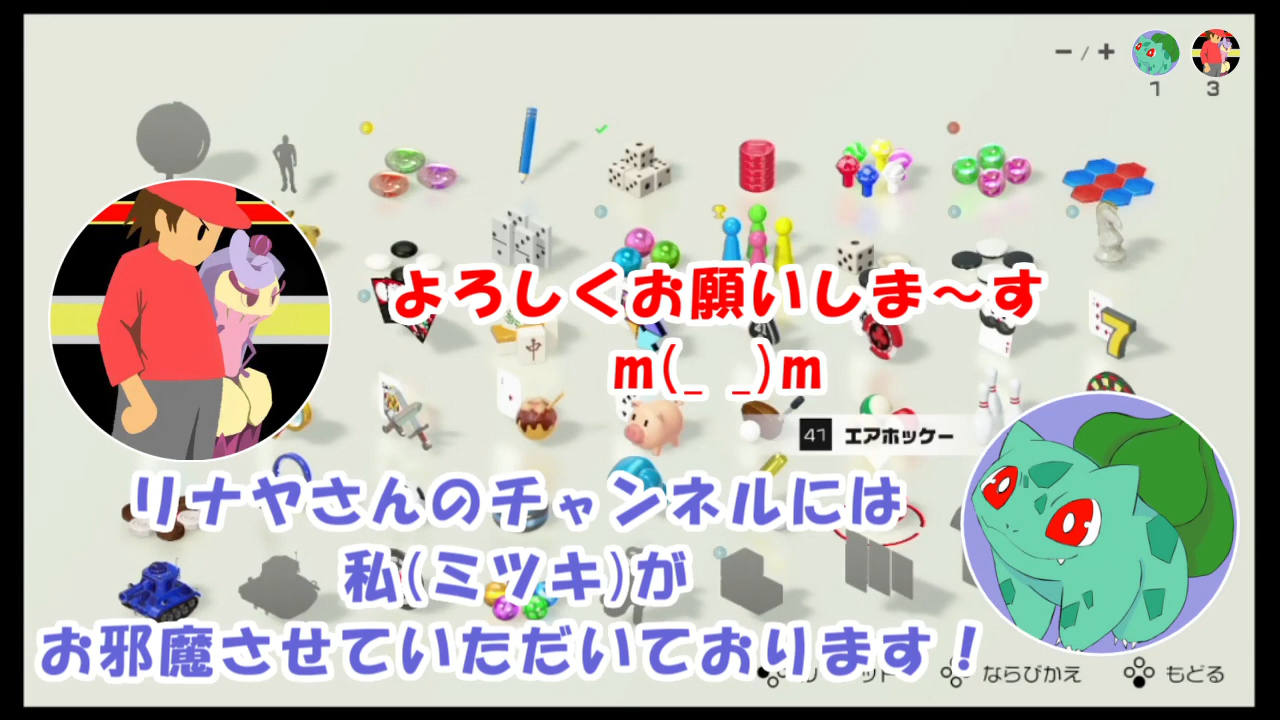 − / +
1 3
よろしくお願いしま～す
m(_ _)m
41 エアホッケー
リナヤさんのチャンネルには
私(ミツキ)が
お邪魔させていただいております！
ならびかえ もどる